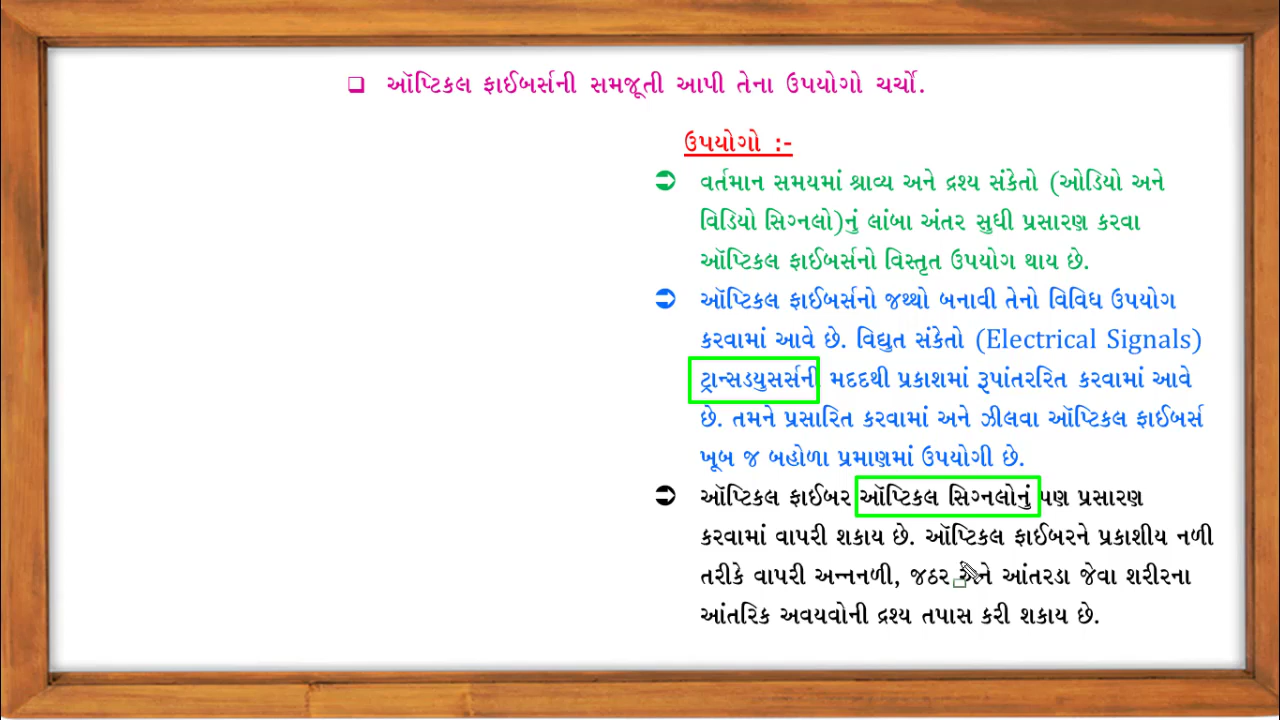 ❑ ઑપ્ટિકલ ફાઈબર્સની સમજૂતી આપી તેના ઉપયોગો ચર્ચો.
ઉપયોગો :-
➲ વર્તમાન સમયમાં શ્રાવ્ય અને દ્રશ્ય સંકેતો (ઓડિયો અને
વિડિયો સિગ્નલો)નું લાંબા અંતર સુધી પ્રસારણ કરવા
ઑપ્ટિકલ ફાઈબર્સનો વિસ્તૃત ઉપયોગ થાય છે.
➲ ઑપ્ટિકલ ફાઈબર્સનો જથ્થો બનાવી તેનો વિવિધ ઉપયોગ
કરવામાં આવે છે. વિદ્યુત સંકેતો (Electrical Signals)
ટ્રાન્સડયુસર્સની મદદથી પ્રકાશમાં રૂપાંતરરિત કરવામાં આવે
છે. તમને પ્રસારિત કરવામાં અને ઝીલવા ઑપ્ટિકલ ફાઈબર્સ
ખૂબ જ બહોળા પ્રમાણમાં ઉપયોગી છે.
➲ ઑપ્ટિકલ ફાઈબર ઑપ્ટિકલ સિગ્નલોનું પણ પ્રસારણ
કરવામાં વાપરી શકાય છે. ઑપ્ટિકલ ફાઈબરને પ્રકાશીય નળી
તરીકે વાપરી અન્નનળી, જઠર અને આંતરડા જેવા શરીરના
આંતરિક અવયવોની દ્રશ્ય તપાસ કરી શકાય છે.